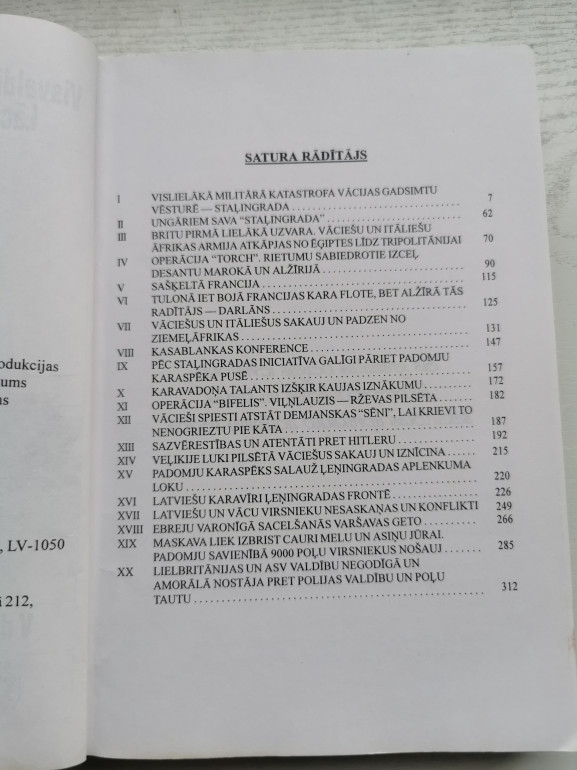 SATURA RĀDĪTĀJS
I VISLIELĀKĀ MILITĀRĀ KATASTROFA VĀCIJAS GADSIMTU
VĒSTURĒ — STAĻINGRADA 7
II UNGĀRIEM SAVA “STAĻINGRADA” 62
III BRITU PIRMĀ LIELĀKĀ UZVARA. VĀCIEŠU UN ITĀLIEŠU
ĀFRIKAS ARMIJA ATKĀPJAS NO ĒĢIPTES LĪDZ TRIPOLITĀNIJAI 70
IV OPERĀCIJA “TORCH”. RIETUMU SABIEDROTIE IZCEĻ
DESANTU MAROKĀ UN ALŽĪRIJĀ 90
V SAŠĶELTĀ FRANCIJA 115
VI TULONĀ IET BOJĀ FRANCIJAS KARA FLOTE, BET ALŽĪRĀ TĀS
RADĪTĀJS — DARLĀNS 125
VII VĀCIEŠUS UN ITĀLIEŠUS SAKAUJ UN PADZEN NO
ZIEMEĻĀFRIKAS 131
VIII KASABLANKAS KONFERENCE 147
IX PĒC STAĻINGRADAS INICIATĪVA GALĪGI PĀRIET PADOMJU
KARASPĒKA PUSĒ 157
X KARAVADOŅA TALANTS IZŠĶIR KAUJAS IZNĀKUMU 172
XI OPERĀCIJA “BIFELIS”. VIĻŅLAUZIS — RŽEVAS PILSĒTA 182
XII VĀCIEŠI SPIESTI ATSTĀT DEMJANSKAS “SĒNI”, LAI KRIEVI TO
NENOGRIEZTU PIE KĀTA 187
XIII SAZVĒRESTĪBAS UN ATENTĀTI PRET HITLERU 192
XIV VEĻIKIJE LUKI PILSĒTĀ VĀCIEŠUS SAKAUJ UN IZNĪCINA 215
XV PADOMJU KARASPĒKS SALAUŽ ĻEŅINGRADAS APLENKUMA
LOKU 220
XVI LATVIEŠU KARAVĪRI ĻEŅINGRADAS FRONTĒ 226
XVII LATVIEŠU UN VĀCU VIRSNIEKU NESASKAŅAS UN KONFLIKTI 249
XVIII EBREJU VARONĪGĀ SACELŠANĀS VARŠAVAS GETO 266
XIX MASKAVA LIEK IZBRIST CAURI MELU UN ASIŅU JŪRAI.
PADOMJU SAVIENĪBĀ 9000 POĻU VIRSNIEKUS NOŠAUJ 285
XX LIELBRITĀNIJAS UN ASV VALDĪBU NEGODĪGĀ UN
AMORĀLĀ NOSTĀJA PRET POLIJAS VALDĪBU UN POĻU
TAUTU 312
odukcijas
ums
, LV-1050
212,